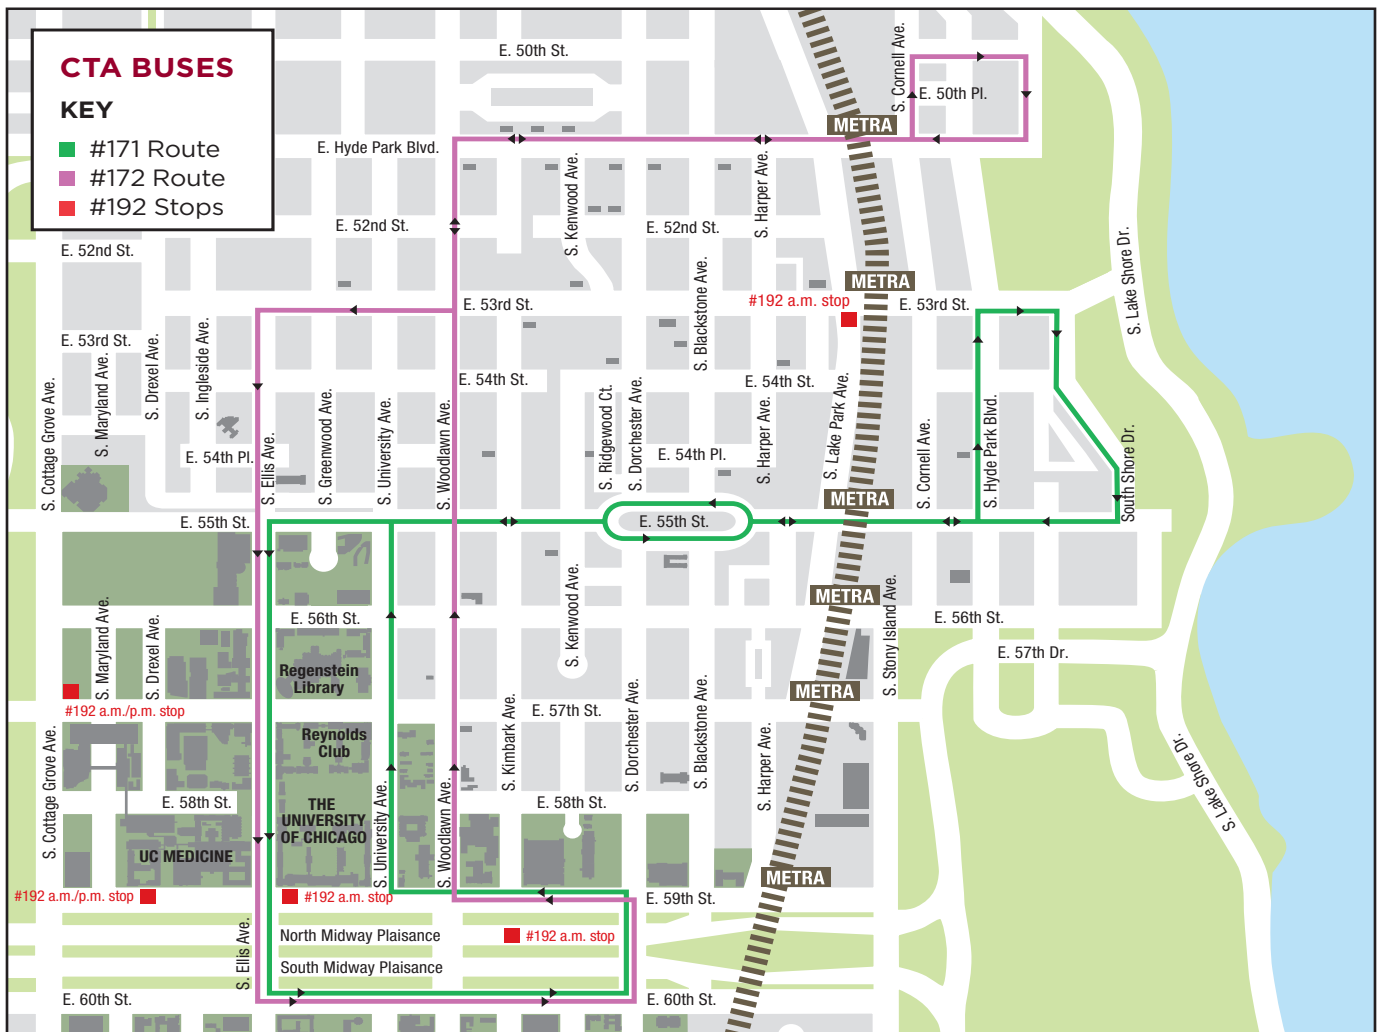 CTA BUSES
KEY
#171 Route
#172 Route
#192 Stops
E. 50th St.
S. Cornell Ave.
E. 50th Pl.
METRA
E. Hyde Park Blvd.
S. Kenwood Ave.
S. Harper Ave.
E. 52nd St.
E. 52nd St.
E. 52nd St.
S. Lake Shore Dr.
S. Blackstone Ave.
METRA
#192 a.m. stop
E. 53rd St.
E. 53rd St.
E. 53rd St.
S. Cottage Grove Ave.
S. Maryland Ave.
S. Drexel Ave.
S. Ingleside Ave.
E. 54th St.
E. 54th St.
S. Ellis Ave.
S. Greenwood Ave.
S. University Ave.
S. Woodlawn Ave.
S. Ridgewood Ct.
S. Dorchester Ave.
S. Harper Ave.
S. Lake Park Ave.
S. Cornell Ave.
S. Hyde Park Blvd.
South Shore Dr.
E. 54th Pl.
E. 54th Pl.
METRA
E. 55th St.
E. 55th St.
S. Kenwood Ave.
METRA
S. Stony Island Ave.
E. 56th St.
E. 56th St.
S. Maryland Ave.
S. Drexel Ave.
E. 57th Dr.
Regenstein
Library
METRA
#192 a.m./p.m. stop
E. 57th St.
S. Kimbark Ave.
S. Dorchester Ave.
S. Blackstone Ave.
S. Harper Ave.
Reynolds
Club
S. Lake Shore Dr.
S. Lake Shore Dr.
S. Cottage Grove Ave.
E. 58th St.
E. 58th St.
THE
UNIVERSITY
OF CHICAGO
S. University Ave.
S. Woodlawn Ave.
UC MEDICINE
METRA
#192 a.m./p.m. stop
#192 a.m. stop
E. 59th St.
S. Ellis Ave.
North Midway Plaisance
#192 a.m. stop
South Midway Plaisance
E. 60th St.
E. 60th St.